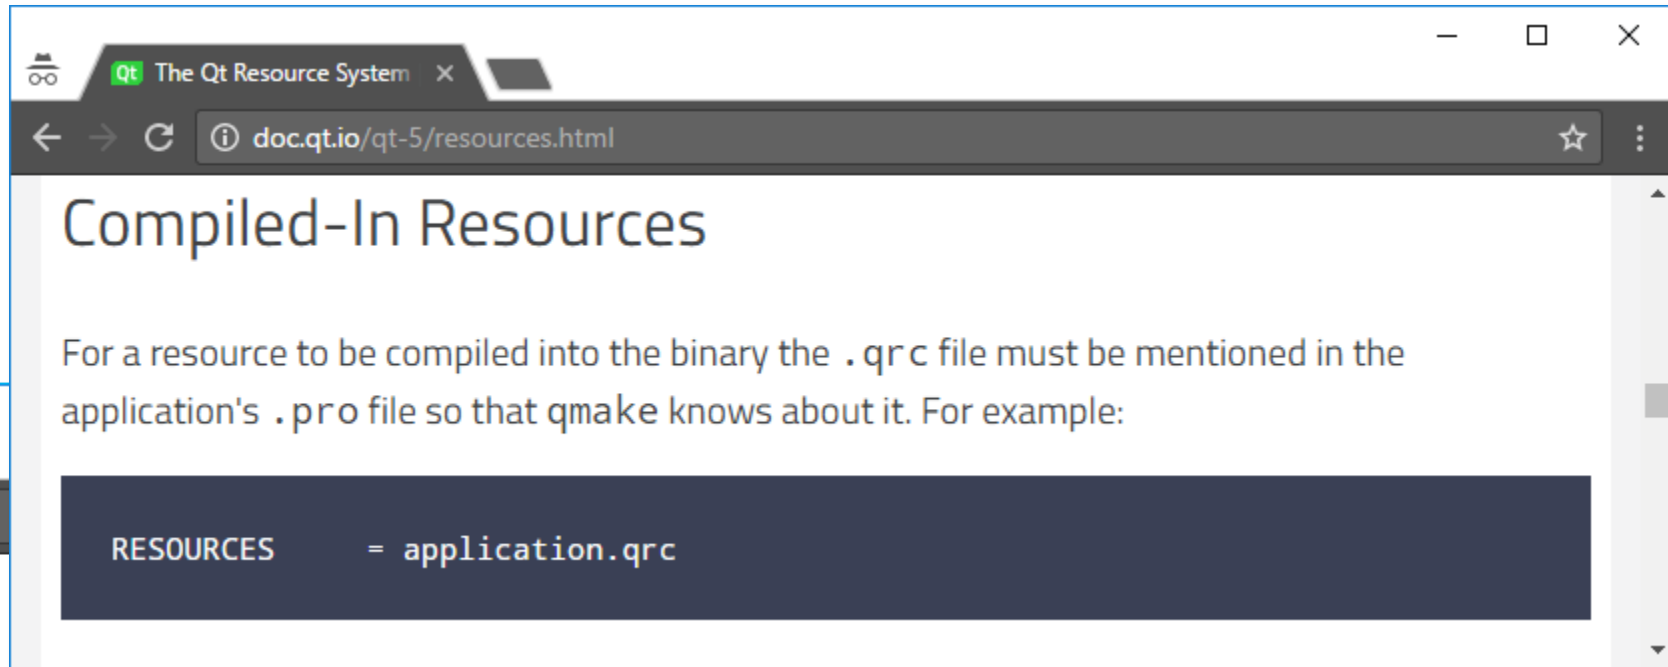 Qt The Qt Resource System
doc.qt.io/qt-5/resources.html
Compiled-In Resources
For a resource to be compiled into the binary the .qrc file must be mentioned in the
application's .pro file so that qmake knows about it. For example:
RESOURCES = application.qrc